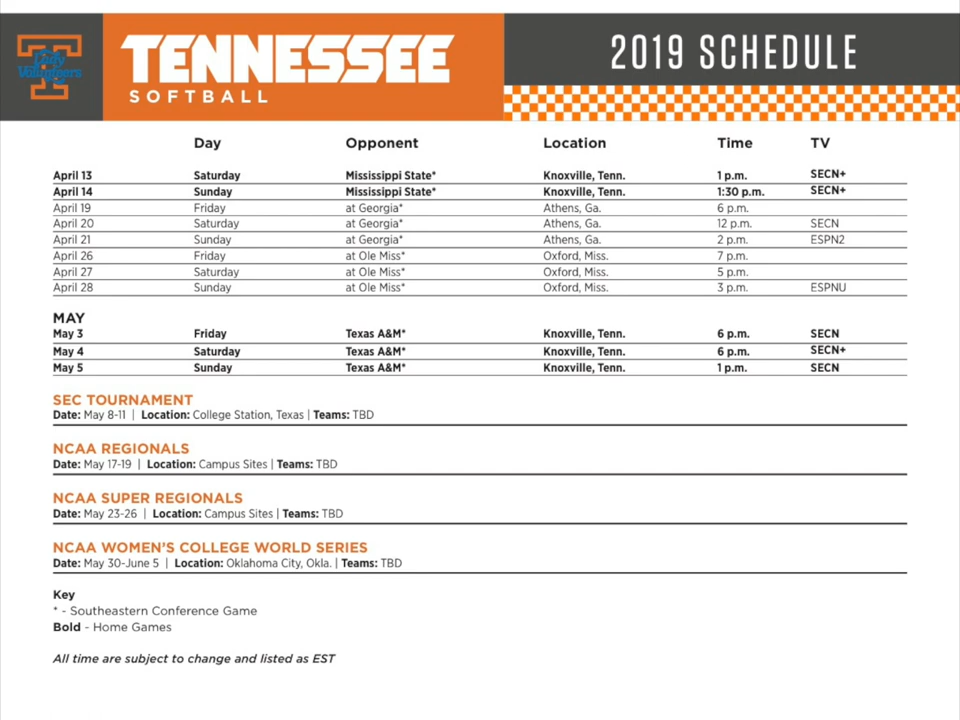 Lady Volunteers
TENNESSEE
SOFTBALL
2019 SCHEDULE
Day Opponent Location Time TV
April 13 Saturday Mississippi State* Knoxville, Tenn. 1 p.m. SECN+
April 14 Sunday Mississippi State* Knoxville, Tenn. 1:30 p.m. SECN+
April 19 Friday at Georgia* Athens, Ga. 6 p.m.
April 20 Saturday at Georgia* Athens, Ga. 12 p.m. SECN
April 21 Sunday at Georgia* Athens, Ga. 2 p.m. ESPN2
April 26 Friday at Ole Miss* Oxford, Miss. 7 p.m.
April 27 Saturday at Ole Miss* Oxford, Miss. 5 p.m.
April 28 Sunday at Ole Miss* Oxford, Miss. 3 p.m. ESPNU
MAY
May 3 Friday Texas A&M* Knoxville, Tenn. 6 p.m. SECN
May 4 Saturday Texas A&M* Knoxville, Tenn. 6 p.m. SECN+
May 5 Sunday Texas A&M* Knoxville, Tenn. 1 p.m. SECN
SEC TOURNAMENT
Date: May 8-11 | Location: College Station, Texas | Teams: TBD
NCAA REGIONALS
Date: May 17-19 | Location: Campus Sites | Teams: TBD
NCAA SUPER REGIONALS
Date: May 23-26 | Location: Campus Sites | Teams: TBD
NCAA WOMEN'S COLLEGE WORLD SERIES
Date: May 30-June 5 | Location: Oklahoma City, Okla. | Teams: TBD
Key
* - Southeastern Conference Game
Bold - Home Games
All time are subject to change and listed as EST